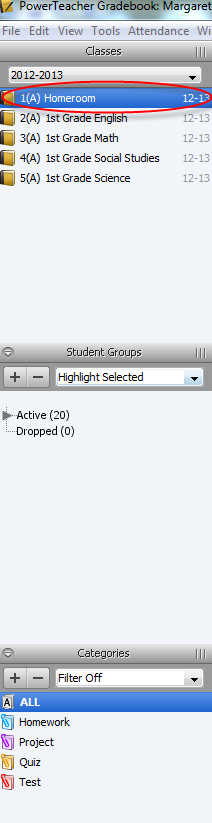 PowerTeacher Gradebook: Margaret
File Edit View Tools Attendance Wi
Classes
2012-2013
1(A) Homeroom 12-13
2(A) 1st Grade English 12-13
3(A) 1st Grade Math 12-13
4(A) 1st Grade Social Studies 12-13
5(A) 1st Grade Science 12-13
Student Groups
+ − Highlight Selected
Active (20)
Dropped (0)
Categories
+ − Filter Off
A ALL
Homework
Project
Quiz
Test